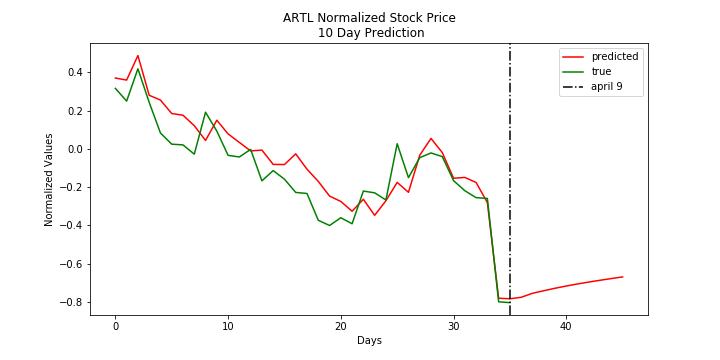 ARTL Normalized Stock Price
10 Day Prediction
predicted
true
april 9
Normalized Values
0.4
0.2
0.0
−0.2
−0.4
−0.6
−0.8
0 10 20 30 40
Days